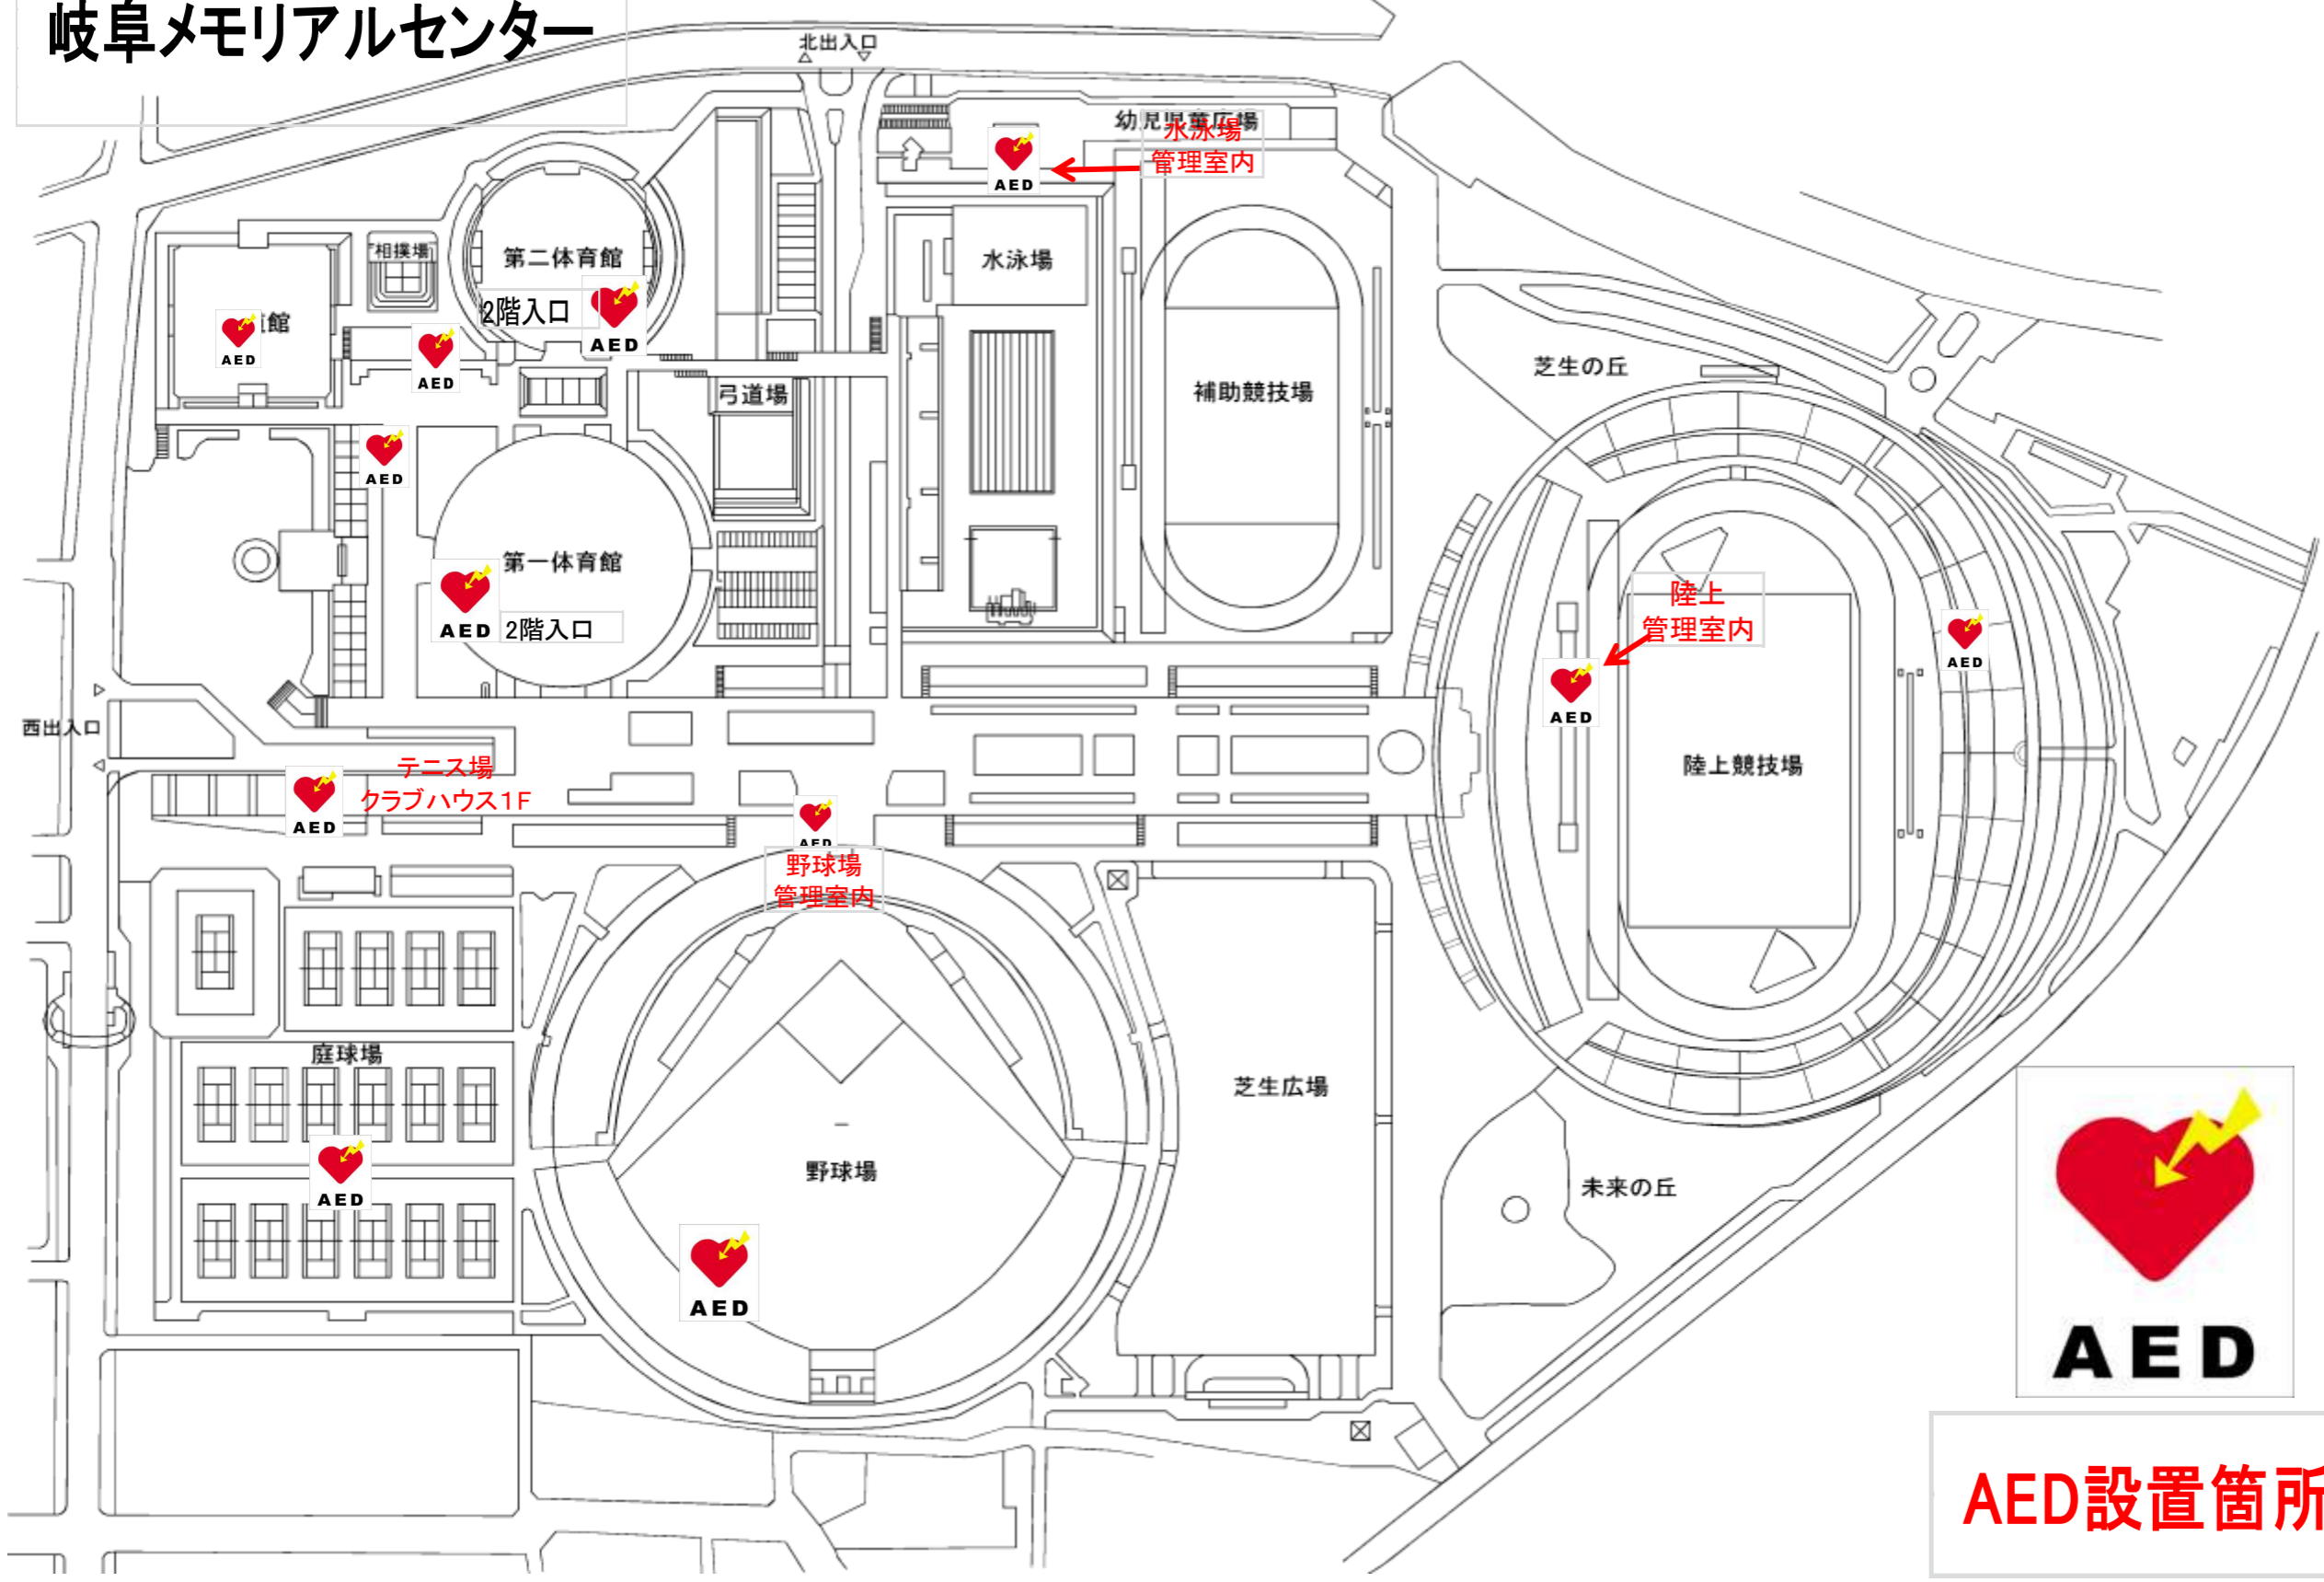 岐阜メモリアルセンター
北出入口
幼児児童広場
水泳場
管理室内
AED
相撲場
第二体育館
2階入口
AED
水泳場
館
AED
AED
弓道場
補助競技場
芝生の丘
AED
第一体育館
AED
2階入口
陸上
管理室内
AED
AED
西出入口
テニス場
クラブハウス1F
AED
AED
野球場
管理室内
陸上競技場
庭球場
芝生広場
AED
野球場
未来の丘
AED
AED
AED設置箇所